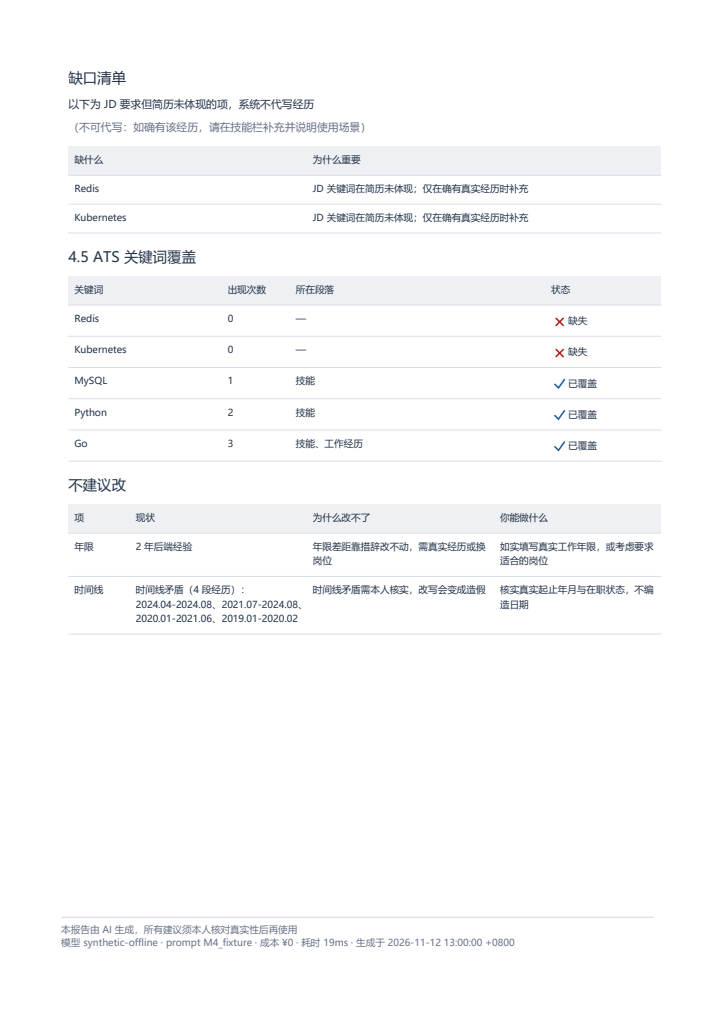 缺口清单
以下为 JD 要求但简历未体现的项，系统不代写经历
（不可代写：如确有该经历，请在技能栏补充并说明使用场景）
缺什么 为什么重要
Redis JD 关键词在简历未体现；仅在确有真实经历时补充
Kubernetes JD 关键词在简历未体现；仅在确有真实经历时补充
4.5 ATS 关键词覆盖
关键词 出现次数 所在段落 状态
Redis 0 — ✕ 缺失
Kubernetes 0 — ✕ 缺失
MySQL 1 技能 ✓ 已覆盖
Python 2 技能 ✓ 已覆盖
Go 3 技能、工作经历 ✓ 已覆盖
不建议改
项 现状 为什么改不了 你能做什么
年限 2 年后端经验 年限差距靠措辞改不动，需真实经历或换 如实填写真实工作年限，或考虑要求
岗位 适合的岗位
时间线 时间线矛盾（4 段经历）： 时间线矛盾需本人核实，改写会变成造假 核实真实起止年月与在职状态，不编
2024.04-2024.08、2021.07-2024.08、 造日期
2020.01-2021.06、2019.01-2020.02
本报告由 AI 生成，所有建议须本人核对真实性后再使用
模型 synthetic-offline · prompt M4_fixture · 成本 ¥0 · 耗时 19ms · 生成于 2026-11-12 13:00:00 +0800